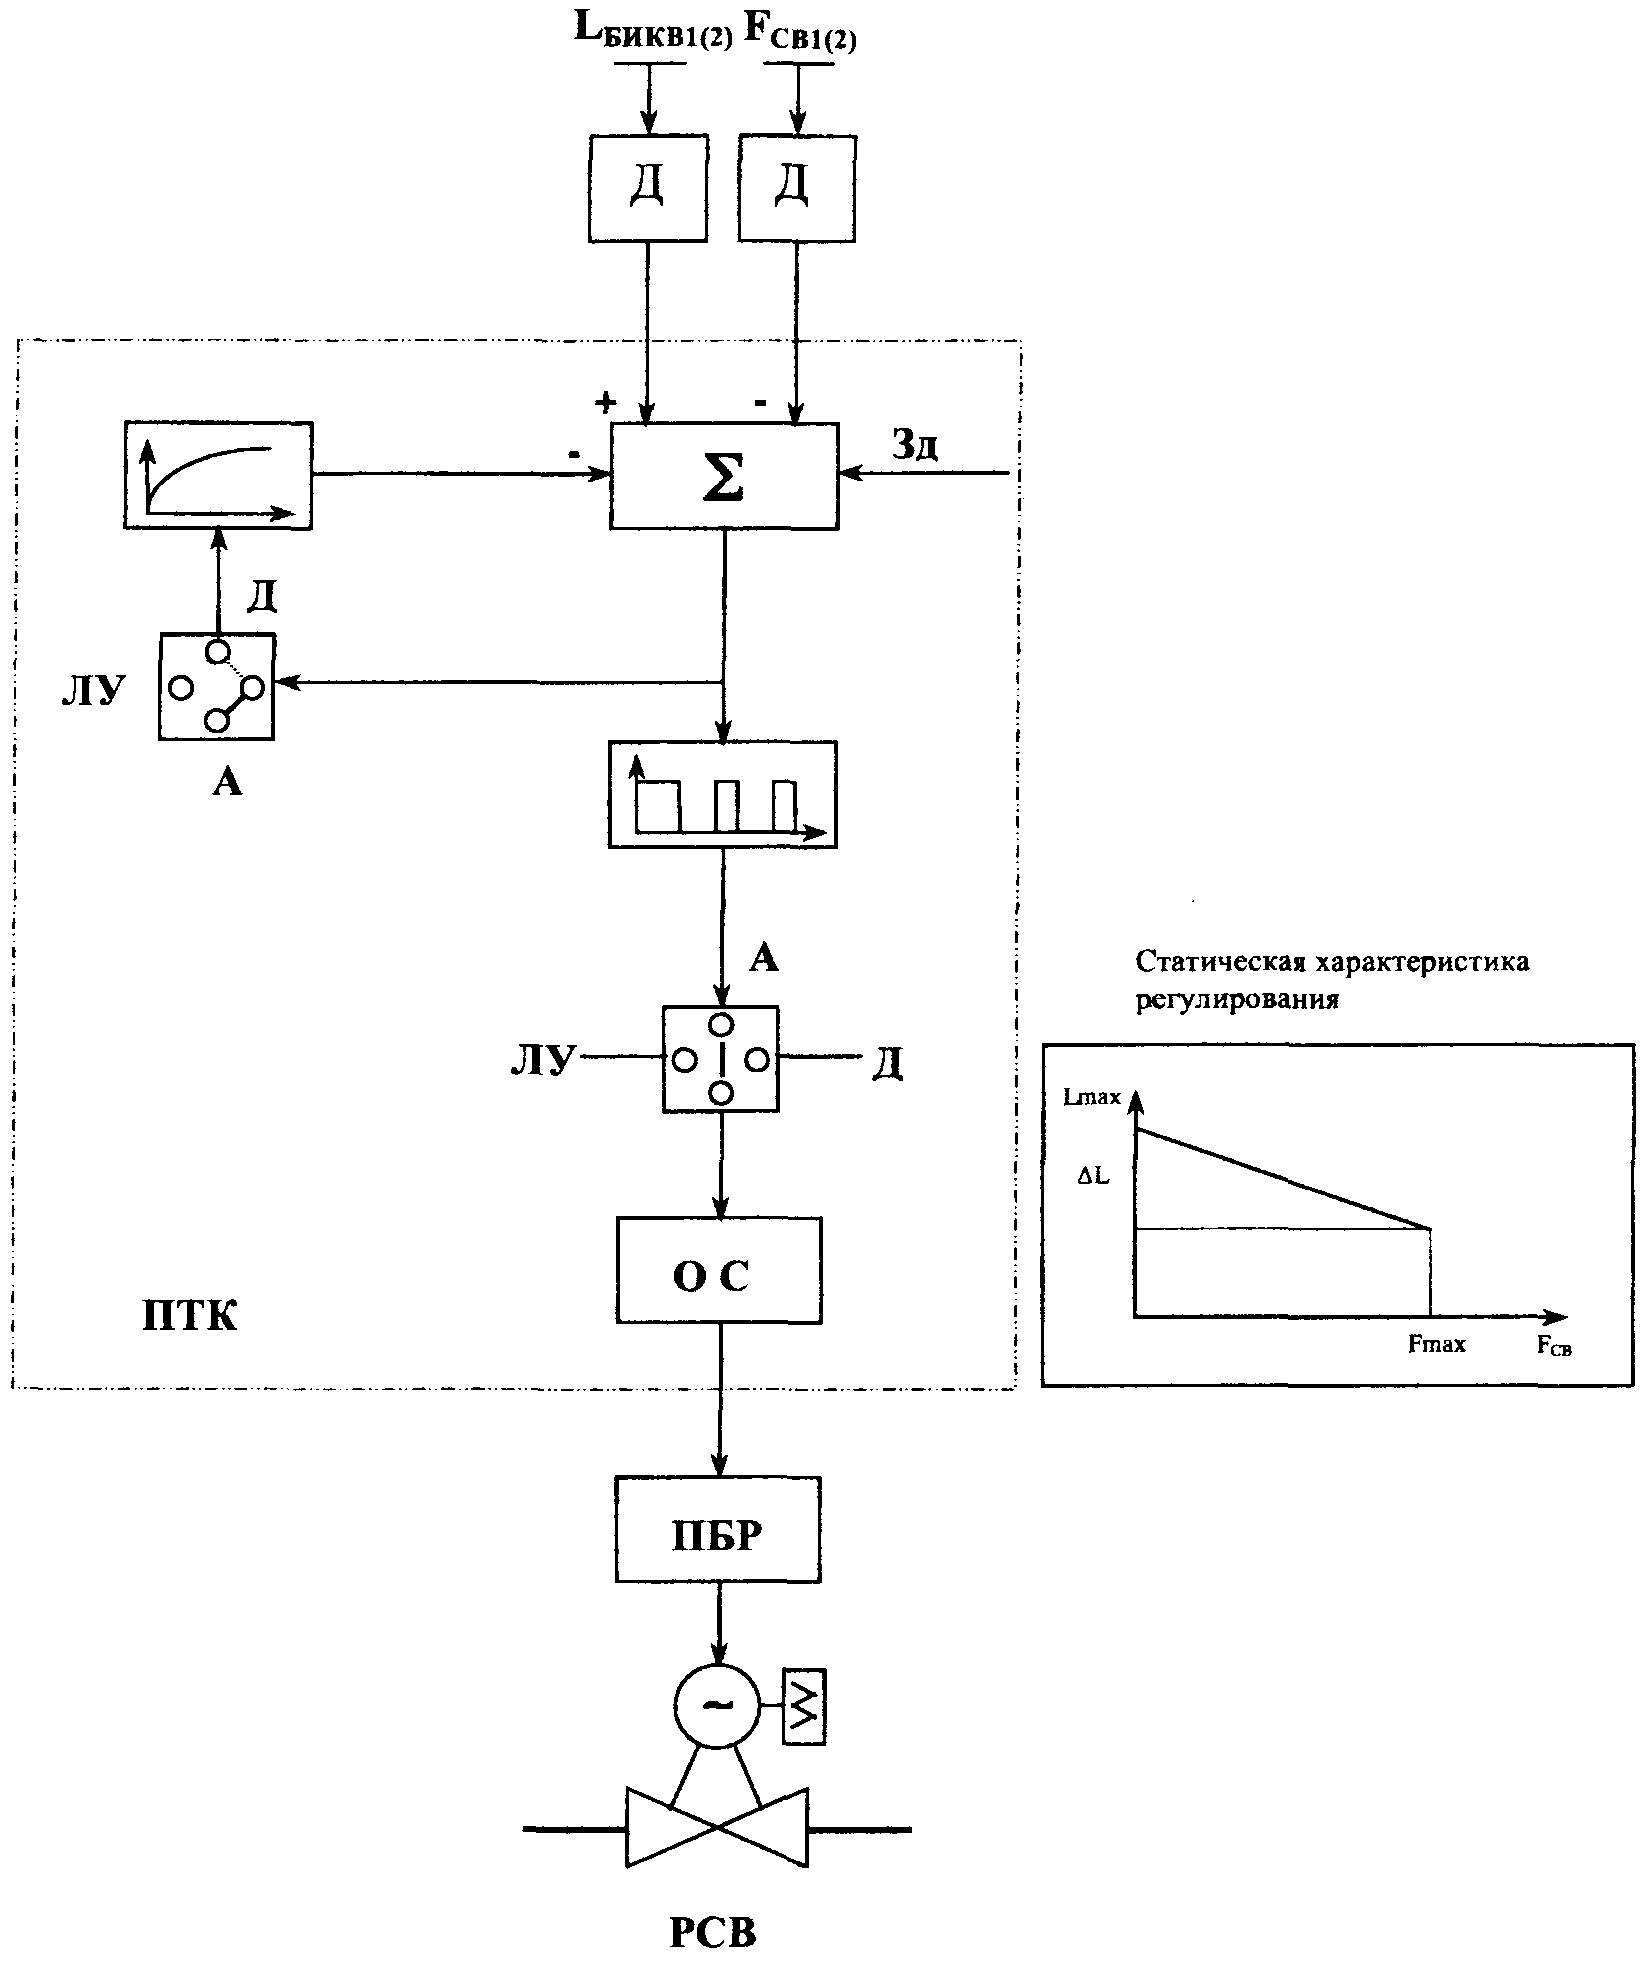 LБИКВ1(2) FСВ1(2)
Д Д
+ -
- Σ Зд
Д
ЛУ
А
А
ЛУ Д
О С
ПТК
ПБР
~
РСВ
Статическая характеристика
регулирования
Lmax
ΔL
Fmax FСВ